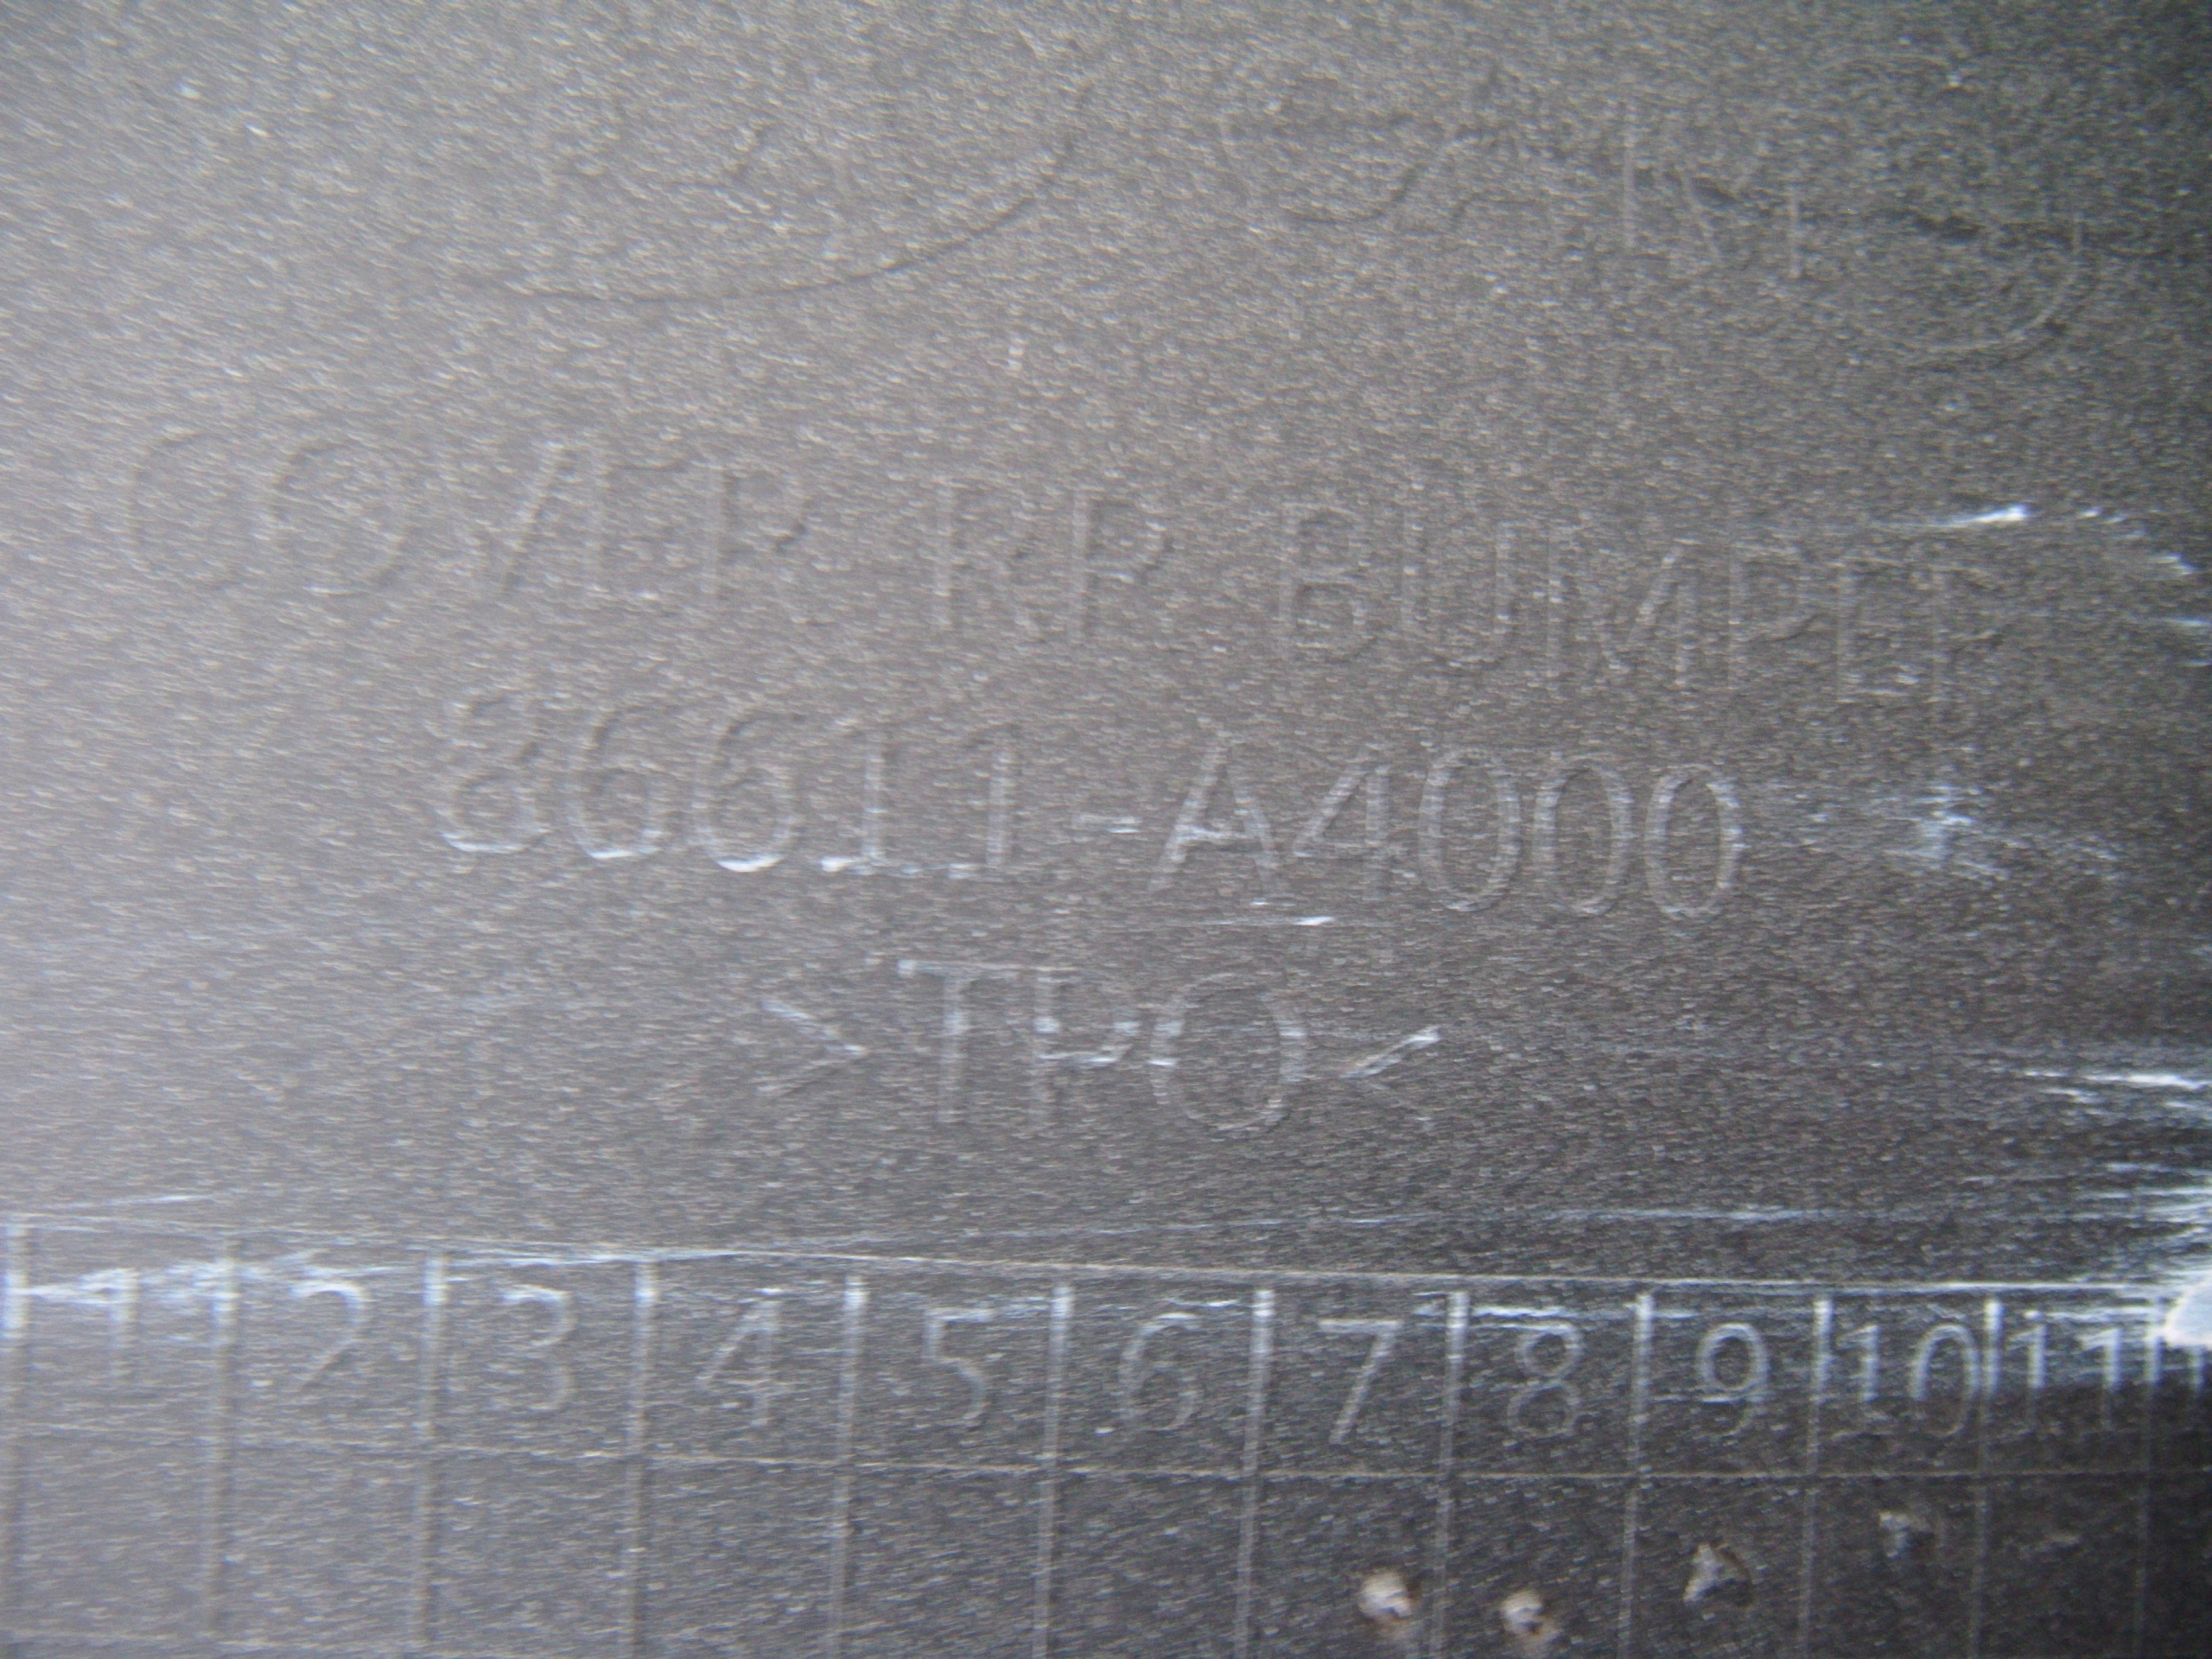 COVER RR. BUMPER
86611-A4000
>TPO<
1 2 3 4 5 6 7 8 9 10 11